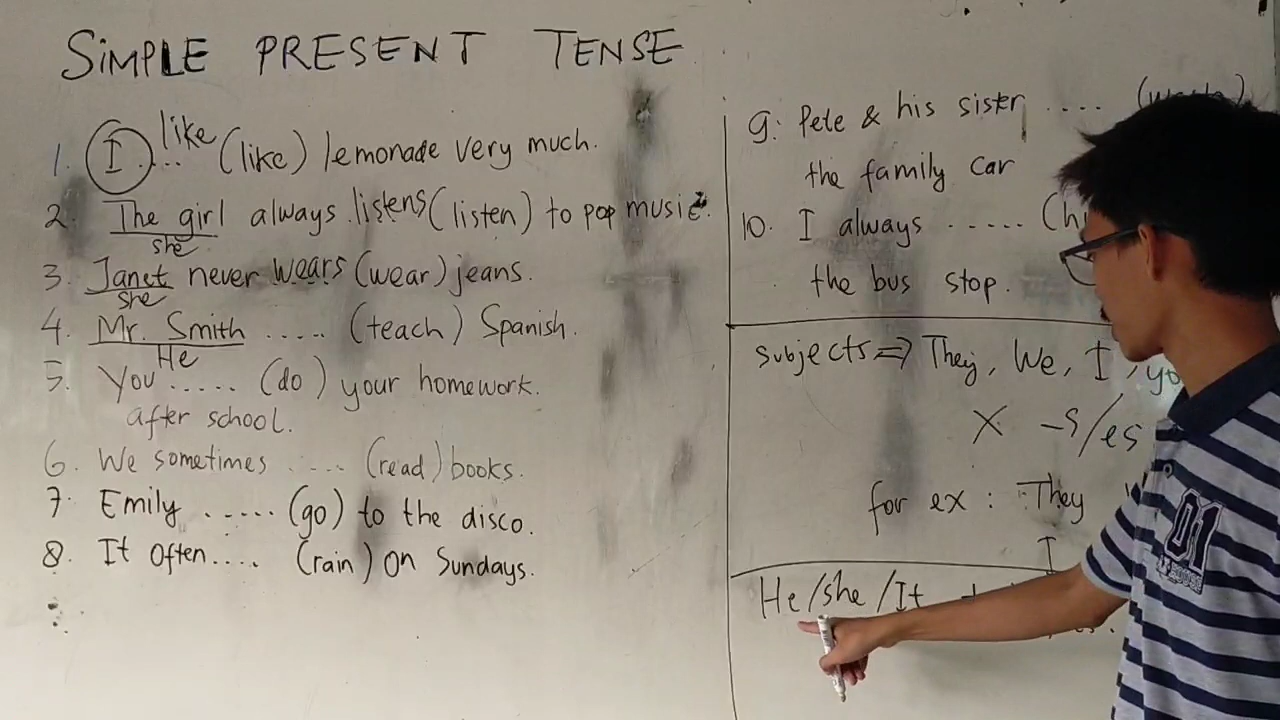 SIMPLE PRESENT TENSE
1. I like .... (like) lemonade very much.
2. The girl always listens (listen) to pop music.
she
3. Janet never wears (wear) jeans.
she
4. Mr. Smith ..... (teach) Spanish.
He
5. You ...... (do) your homework.
after school.
6. We sometimes ..... (read) books.
7. Emily ...... (go) to the disco.
8. It often .... (rain) on Sundays.
9. Pete & his sister ....
the family car
10. I always .....
the bus stop.
subjects => They, We, I,
X -s/es
for ex : They
I
He/she/It
01